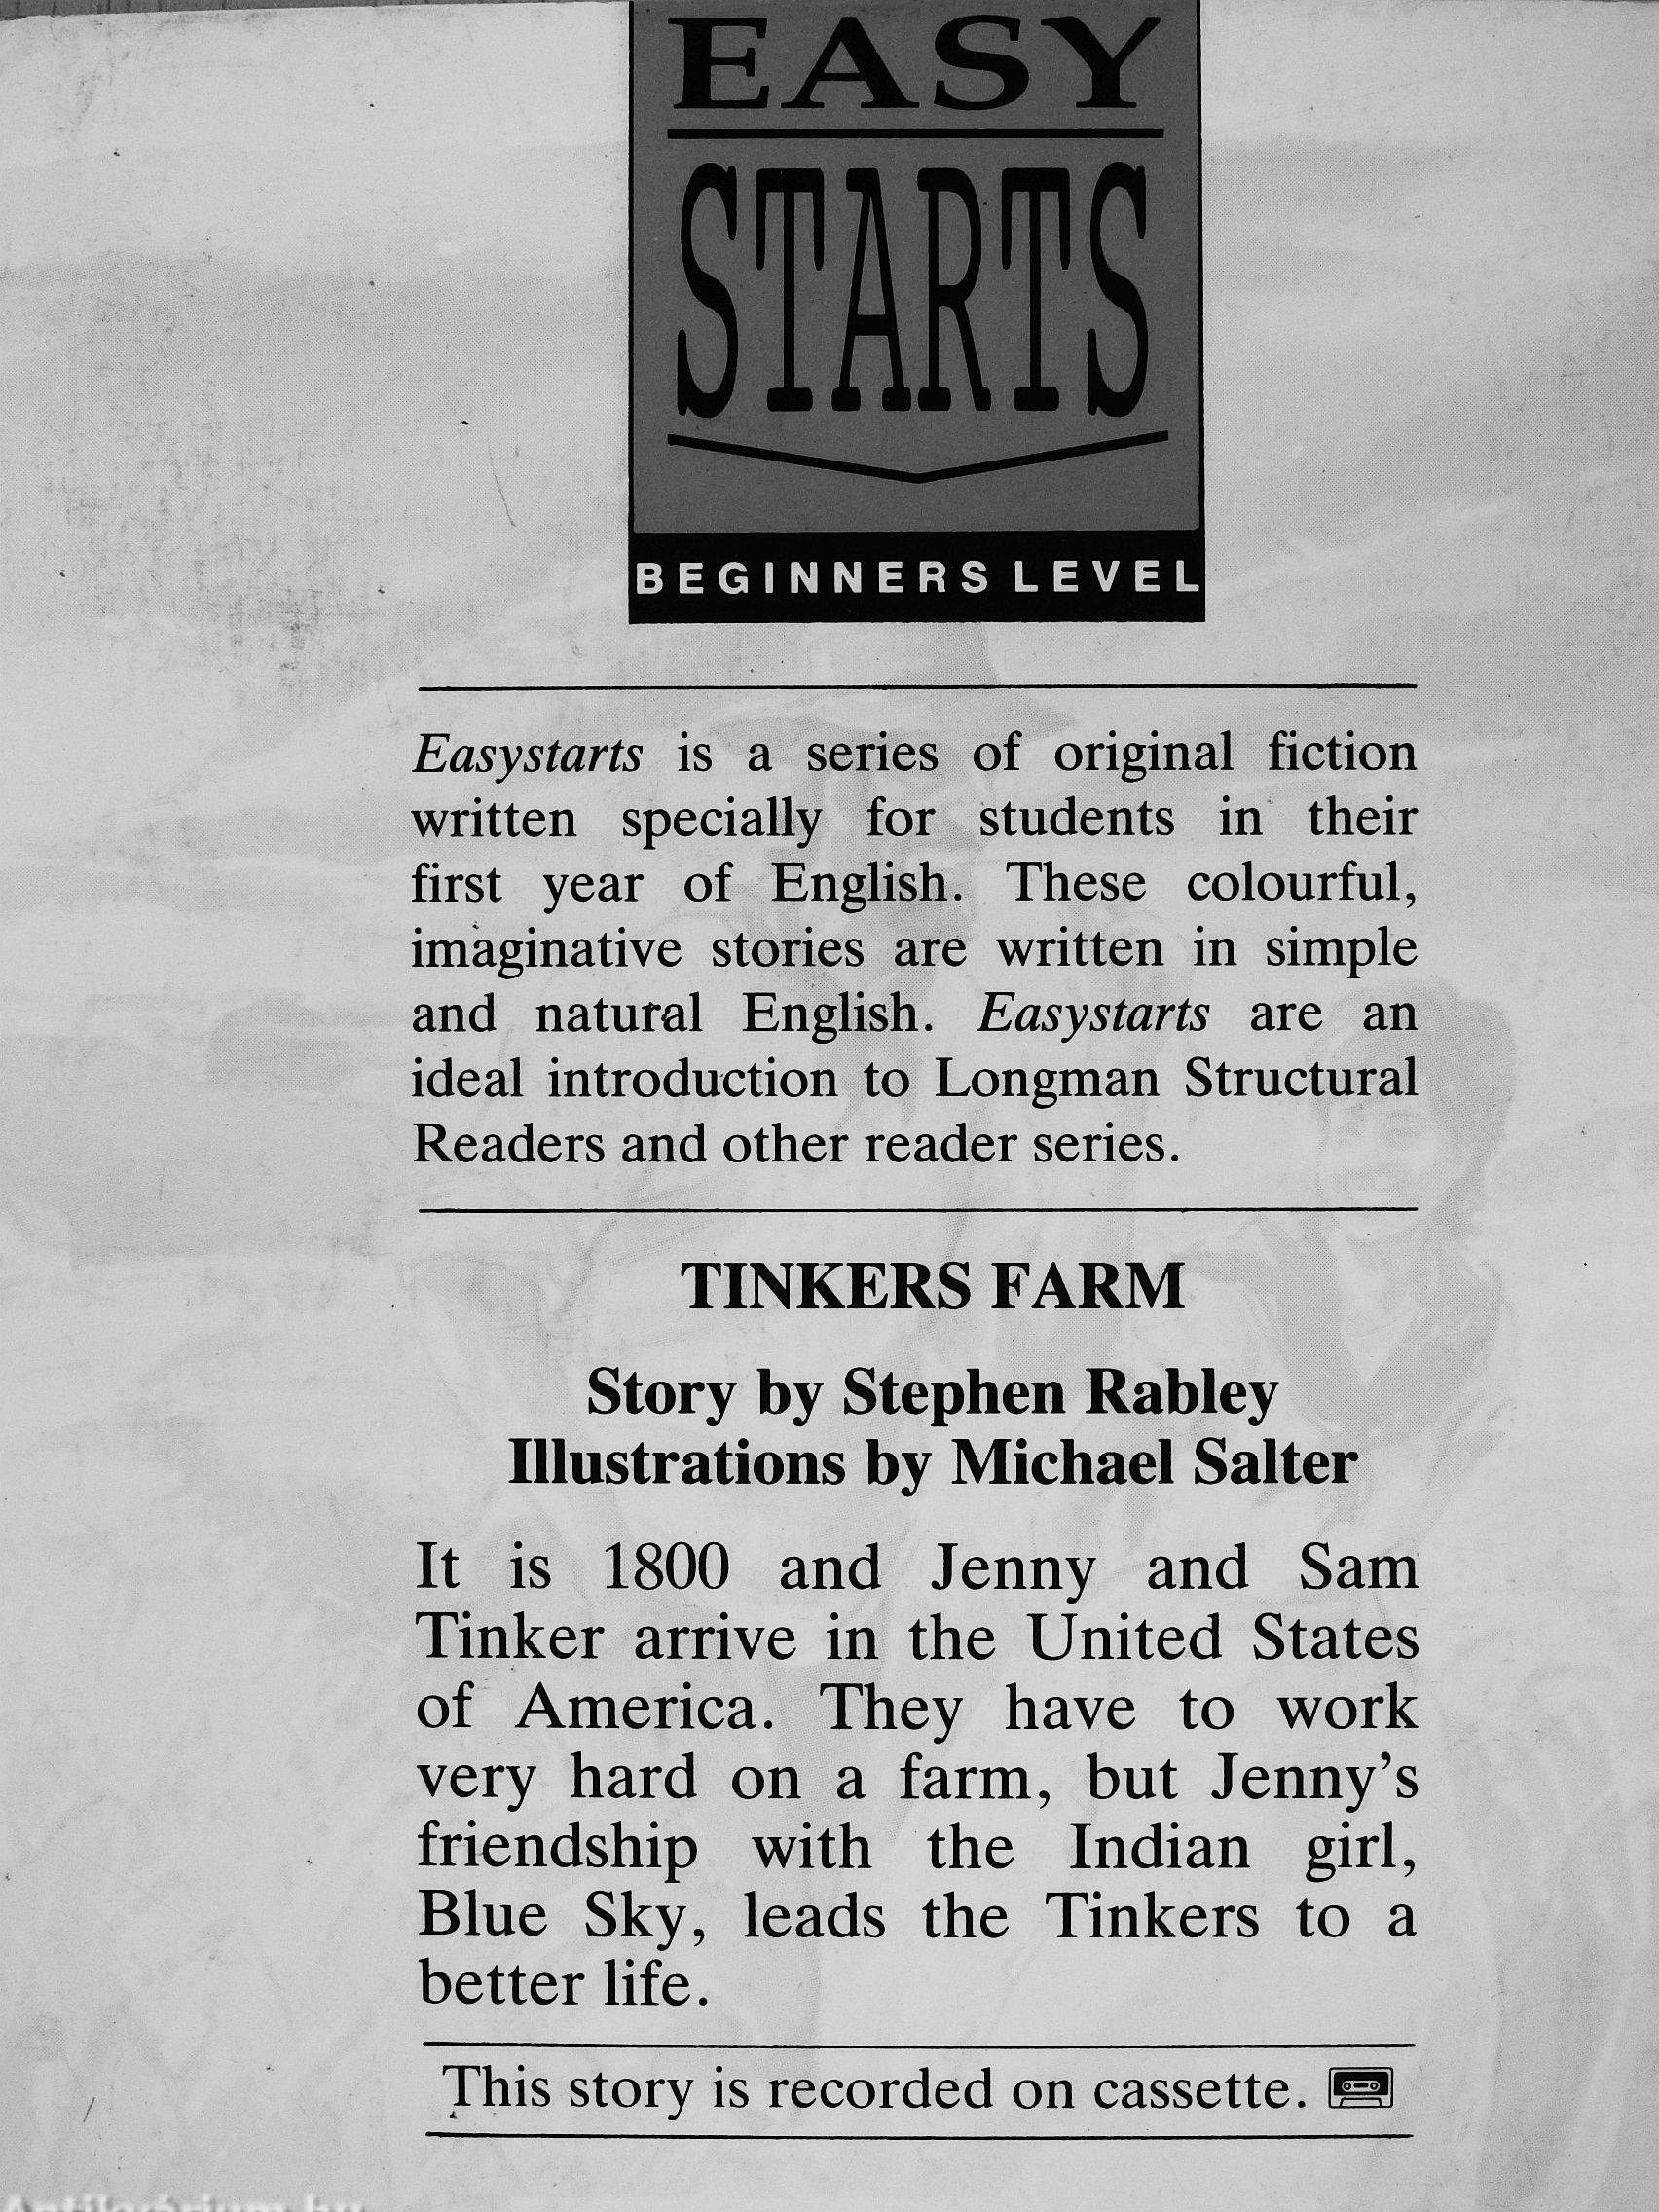 EASY
STARTS
BEGINNERS LEVEL
Easystarts is a series of original fiction
written specially for students in their
first year of English. These colourful,
imaginative stories are written in simple
and natural English. Easystarts are an
ideal introduction to Longman Structural
Readers and other reader series.
TINKERS FARM
Story by Stephen Rabley
Illustrations by Michael Salter
It is 1800 and Jenny and Sam
Tinker arrive in the United States
of America. They have to work
very hard on a farm, but Jenny's
friendship with the Indian girl,
Blue Sky, leads the Tinkers to a
better life.
This story is recorded on cassette.